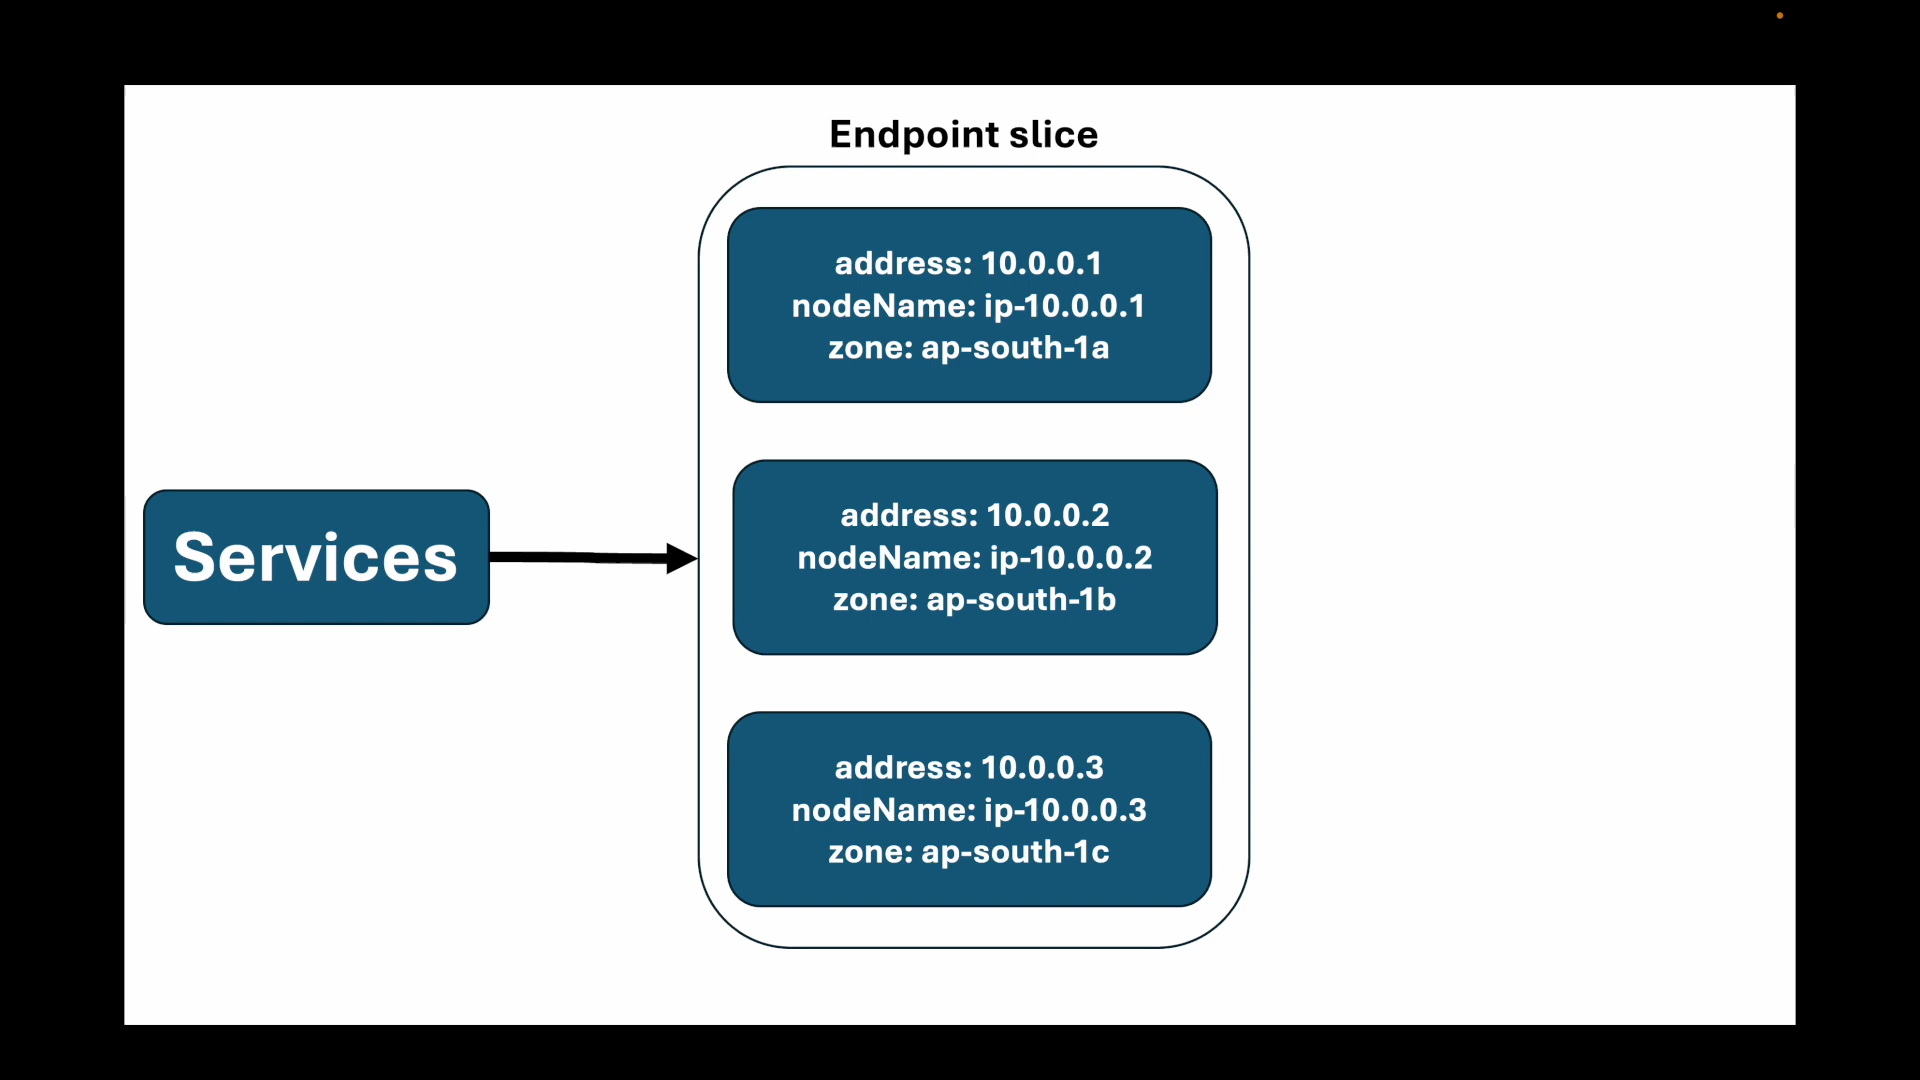 Endpoint slice
address: 10.0.0.1
nodeName: ip-10.0.0.1
zone: ap-south-1a
Services
address: 10.0.0.2
nodeName: ip-10.0.0.2
zone: ap-south-1b
address: 10.0.0.3
nodeName: ip-10.0.0.3
zone: ap-south-1c